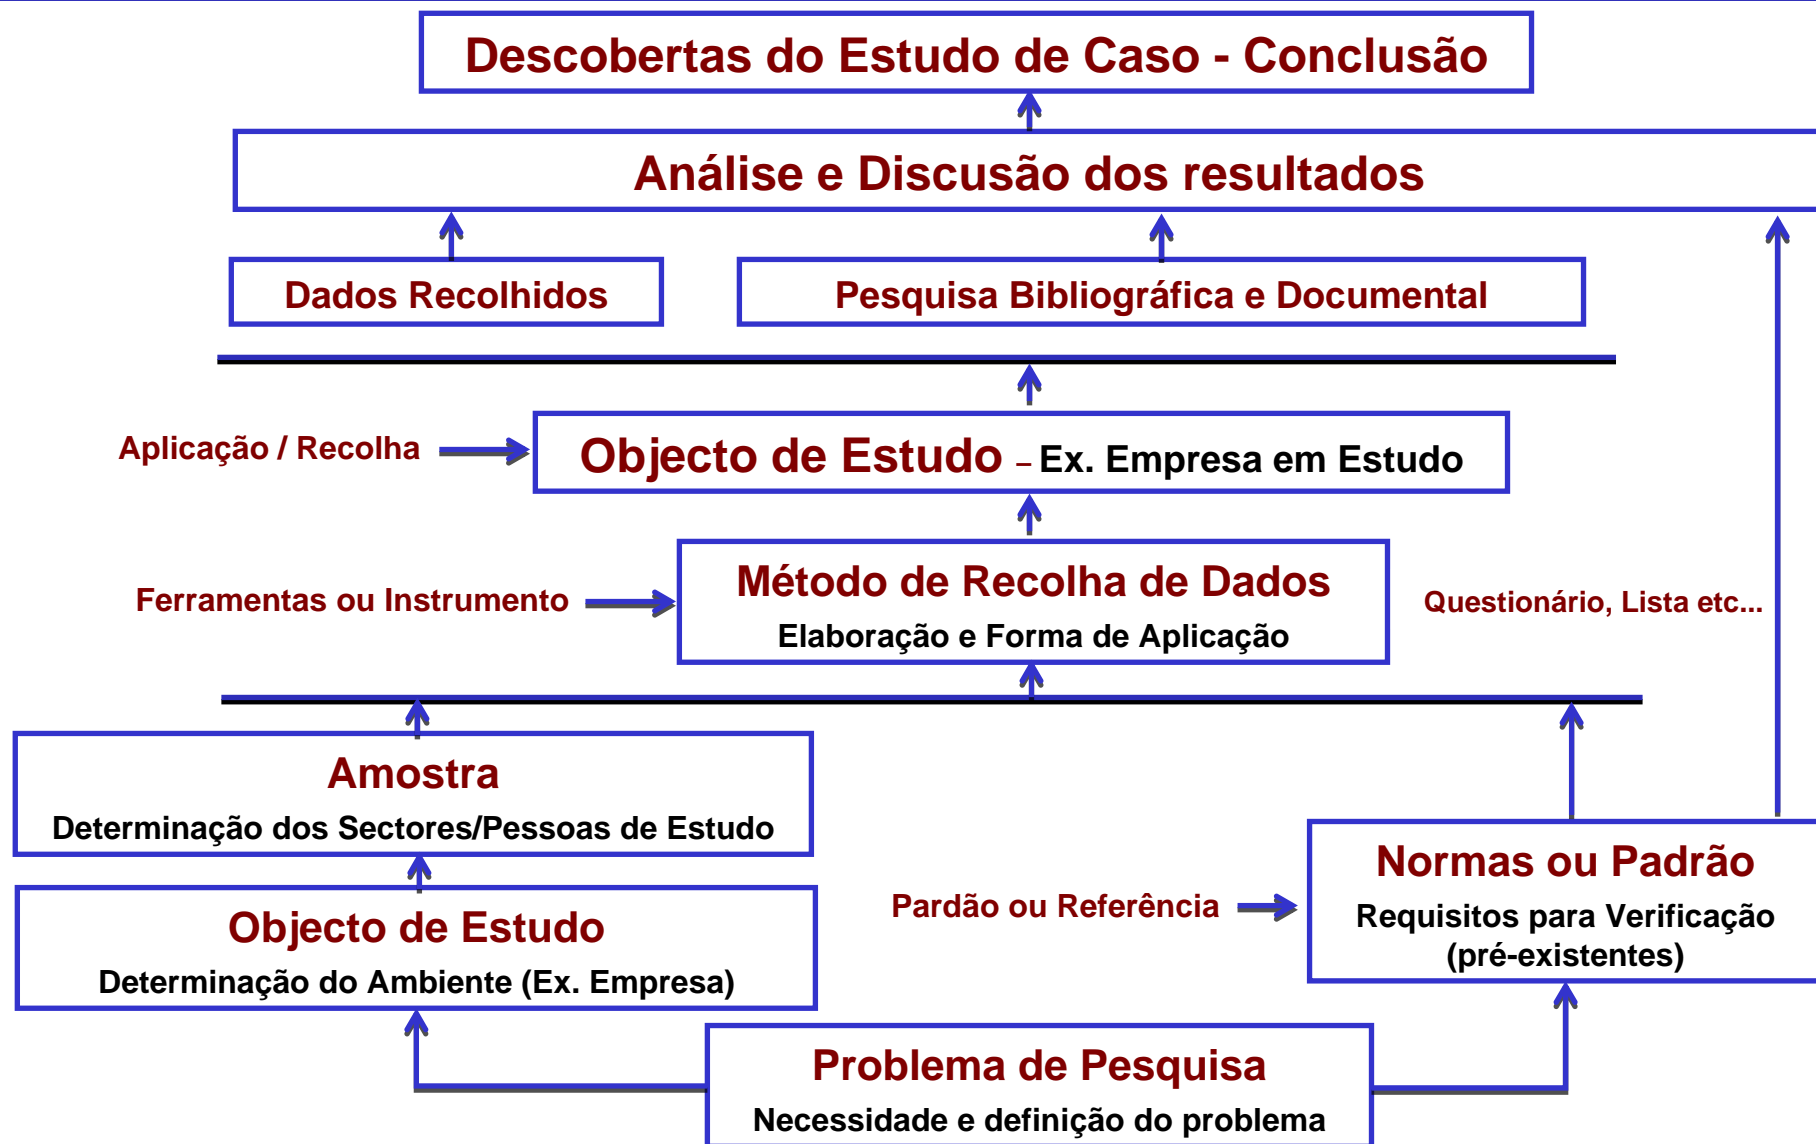 Descobertas do Estudo de Caso - Conclusão
Análise e Discusão dos resultados
Dados Recolhidos
Pesquisa Bibliográfica e Documental
Aplicação / Recolha
Objecto de Estudo – Ex. Empresa em Estudo
Ferramentas ou Instrumento
Método de Recolha de Dados
Elaboração e Forma de Aplicação
Questionário, Lista etc...
Amostra
Determinação dos Sectores/Pessoas de Estudo
Objecto de Estudo
Determinação do Ambiente (Ex. Empresa)
Pardão ou Referência
Normas ou Padrão
Requisitos para Verificação
(pré-existentes)
Problema de Pesquisa
Necessidade e definição do problema